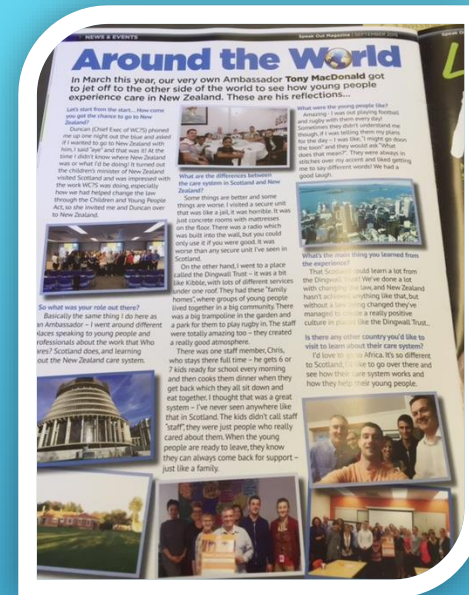 NEWS & EVENTS
Speak Out Magazine | SEPTEMBER 2015
Around the World
In March this year, our very own Ambassador Tony MacDonald got
to jet off to the other side of the world to see how young people
experience care in New Zealand. These are his reflections...
Let's start from the start... How come
you get the chance to go to New
Zealand?
Duncan (Chief Exec of WC?S) phoned
me up one night out the blue and asked
if I wanted to go to New Zealand with
him, I said "aye" and that was it! At the
time I didn't know where New Zealand
was or what I'd be doing! It turned out
the children's minister of New Zealand
visited Scotland and was impressed with
the work WC?S was doing, especially
how we had helped change the law
through the Children and Young People
Act, so she invited me and Duncan over
to New Zealand.
So what was your role out there?
Basically the same thing I do here as
an Ambassador – I went around different
places speaking to young people and
professionals about the work that Who
Cares? Scotland does, and learning
out the New Zealand care system.
What are the differences between
the care system in Scotland and New
Zealand?
Some things are better and some
things are worse. I visited a secure unit
that was like a jail, it was horrible. It was
just concrete rooms with mattresses
on the floor. There was a radio which
was built into the wall, but you could
only use it if you were good. It was
worse than any secure unit I've seen in
Scotland.
On the other hand, I went to a place
called the Dingwall Trust – it was a bit
like Kibble, with lots of different services
under one roof. They had these "family
homes", where groups of young people
lived together in a big community. There
was a big trampoline in the garden and
a park for them to play rugby in. The staff
were totally amazing too – they created
a really good atmosphere.
There was one staff member, Chris,
who stays there full time – he gets 6 or
7 kids ready for school every morning
and then cooks them dinner when they
get back which they all sit down and
eat together. I thought that was a great
system – I've never seen anywhere like
that in Scotland. The kids didn't call staff
"staff", they were just people who really
cared about them. When the young
people are ready to leave, they know
they can always come back for support –
just like a family.
What were the young people like?
Amazing - I was out playing football
and rugby with them every day!
Sometimes they didn't understand me
though, if I was telling them my plans
for the day – I was like, "I might go doon
the toon" and they would ask "What
does that mean?". They were always in
stitches over my accent and liked getting
me to say different words! We had a
good laugh.
What's the main thing you learned from
the experience?
That Scotland could learn a lot from
the Dingwall Trust! We've done a lot
with changing the law, and New Zealand
hasn't achieved anything like that, but
without a law being changed they've
managed to create a really positive
culture in places like the Dingwall Trust.
Is there any other country you'd like to
visit to learn about their care system?
I'd love to go to Africa. It's so different
to Scotland, I'd like to go over there and
see how their care system works and
how they help their young people.